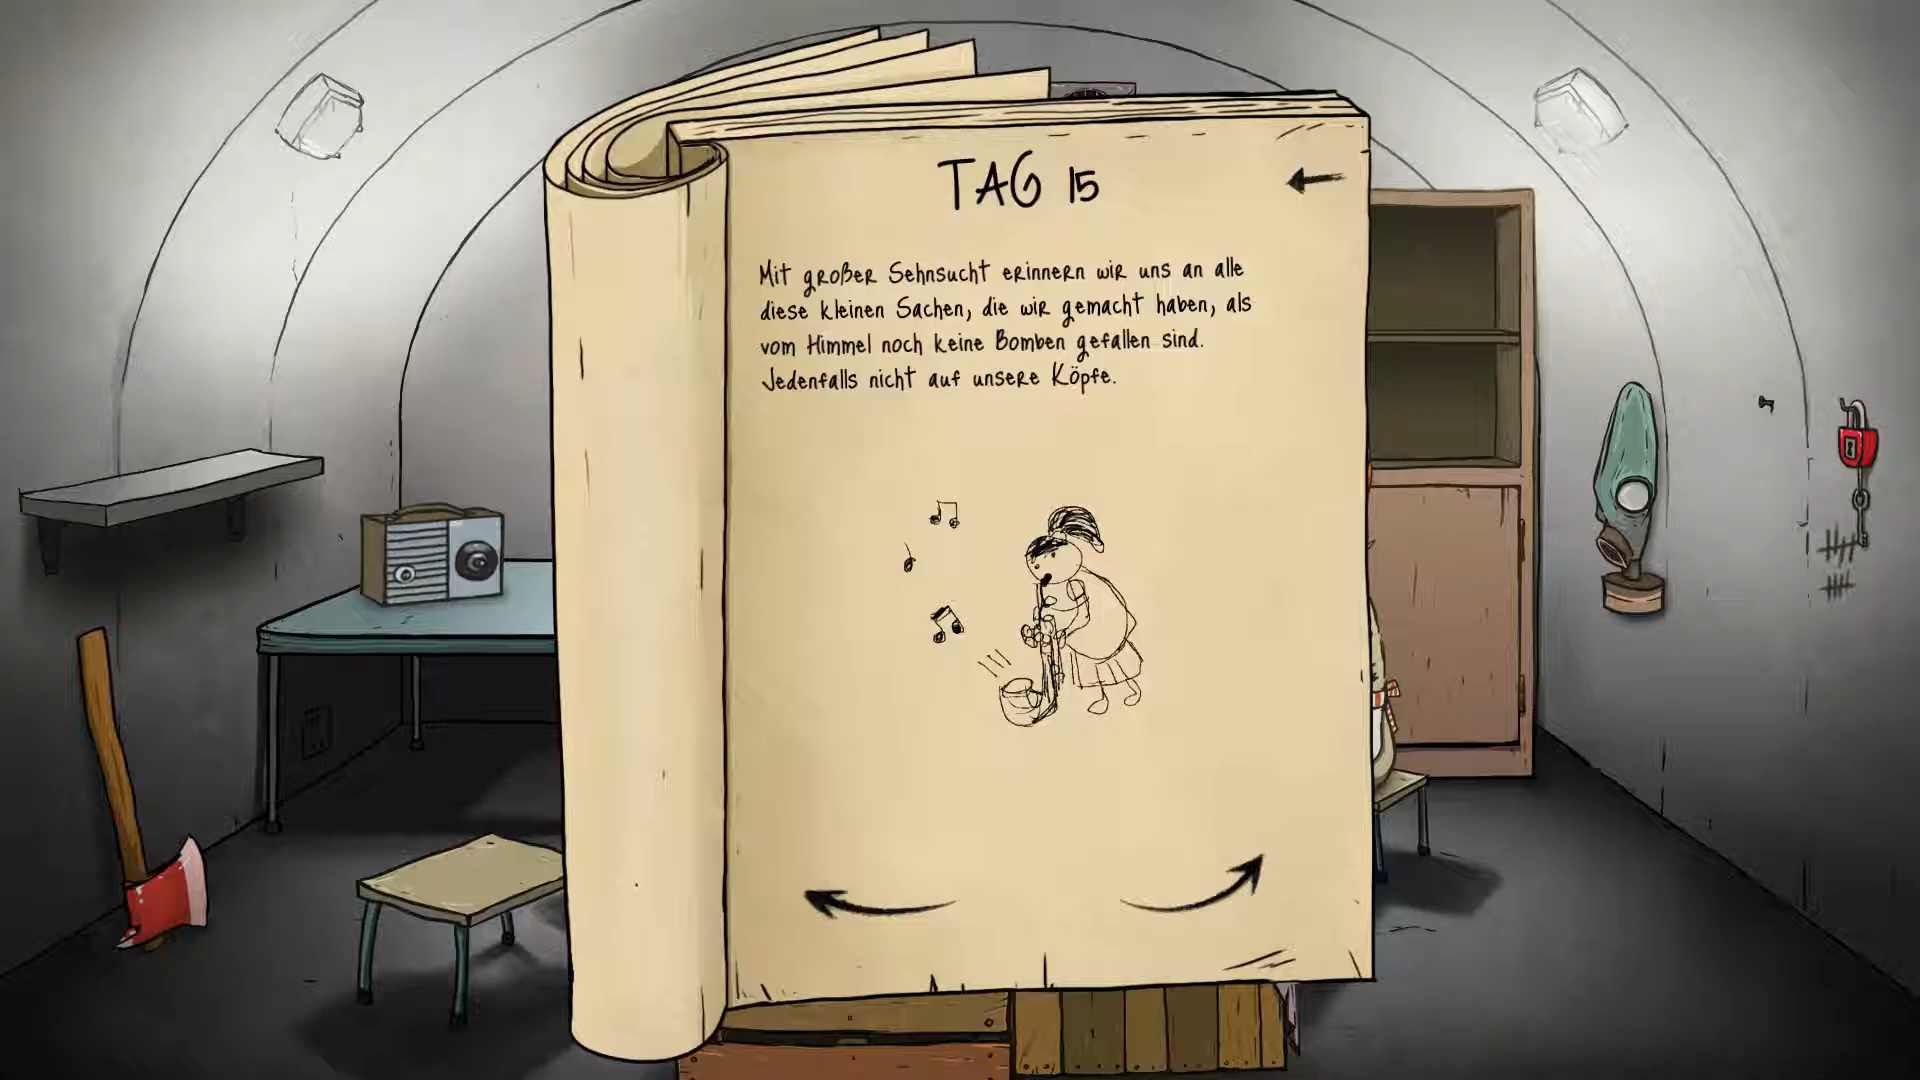 TAG 15
Mit großer Sehnsucht erinnern wir uns an alle
diese kleinen Sachen, die wir gemacht haben, als
vom Himmel noch keine Bomben gefallen sind.
Jedenfalls nicht auf unsere Köpfe.